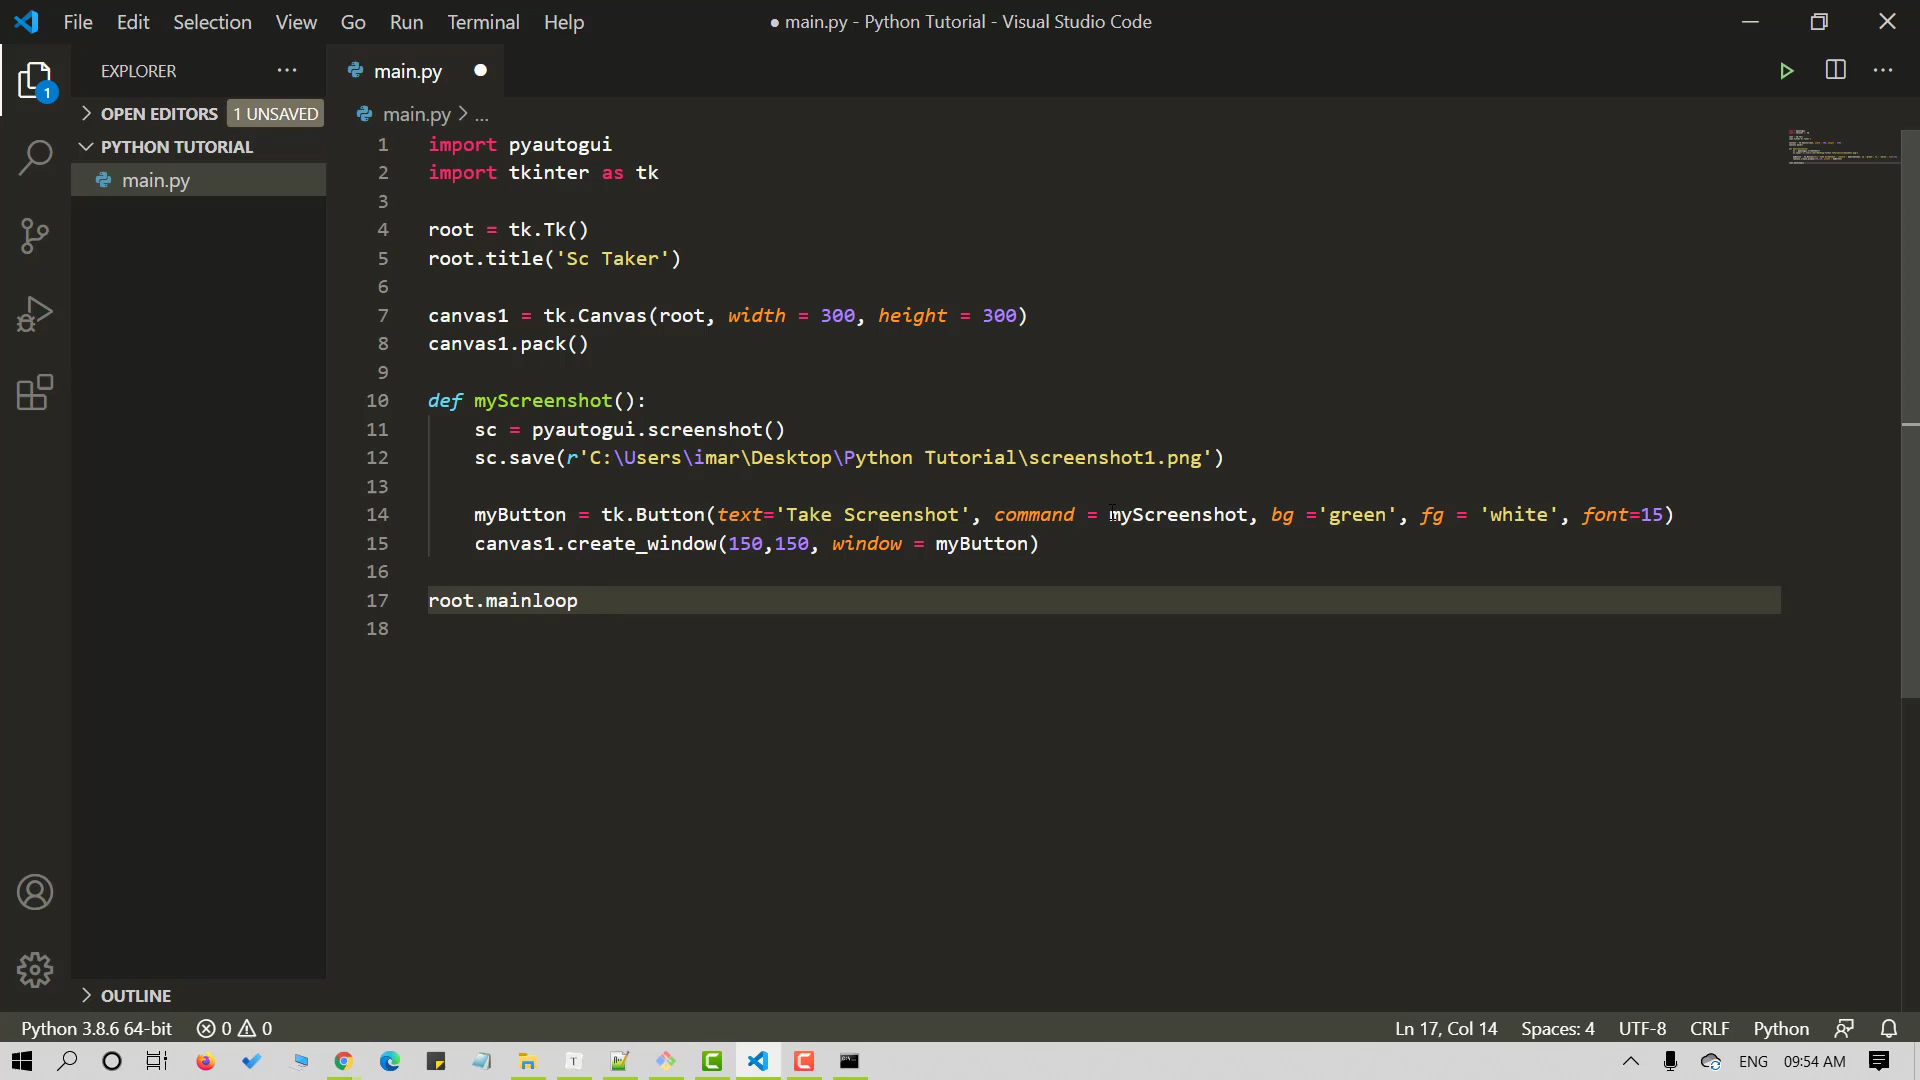 File Edit Selection View Go Run Terminal Help
● main.py - Python Tutorial - Visual Studio Code
EXPLORER
OPEN EDITORS 1 UNSAVED
PYTHON TUTORIAL
main.py
OUTLINE
1
main.py
main.py > ...
1 import pyautogui
2 import tkinter as tk
3
4 root = tk.Tk()
5 root.title('Sc Taker')
6
7 canvas1 = tk.Canvas(root, width = 300, height = 300)
8 canvas1.pack()
9
10 def myScreenshot():
11 sc = pyautogui.screenshot()
12 sc.save(r'C:\Users\imar\Desktop\Python Tutorial\screenshot1.png')
13
14 myButton = tk.Button(text='Take Screenshot', command = myScreenshot, bg ='green', fg = 'white', font=15)
15 canvas1.create_window(150,150, window = myButton)
16
17 root.mainloop
18
Python 3.8.6 64-bit 0 0
Ln 17, Col 14 Spaces: 4 UTF-8 CRLF Python
ENG 09:54 AM